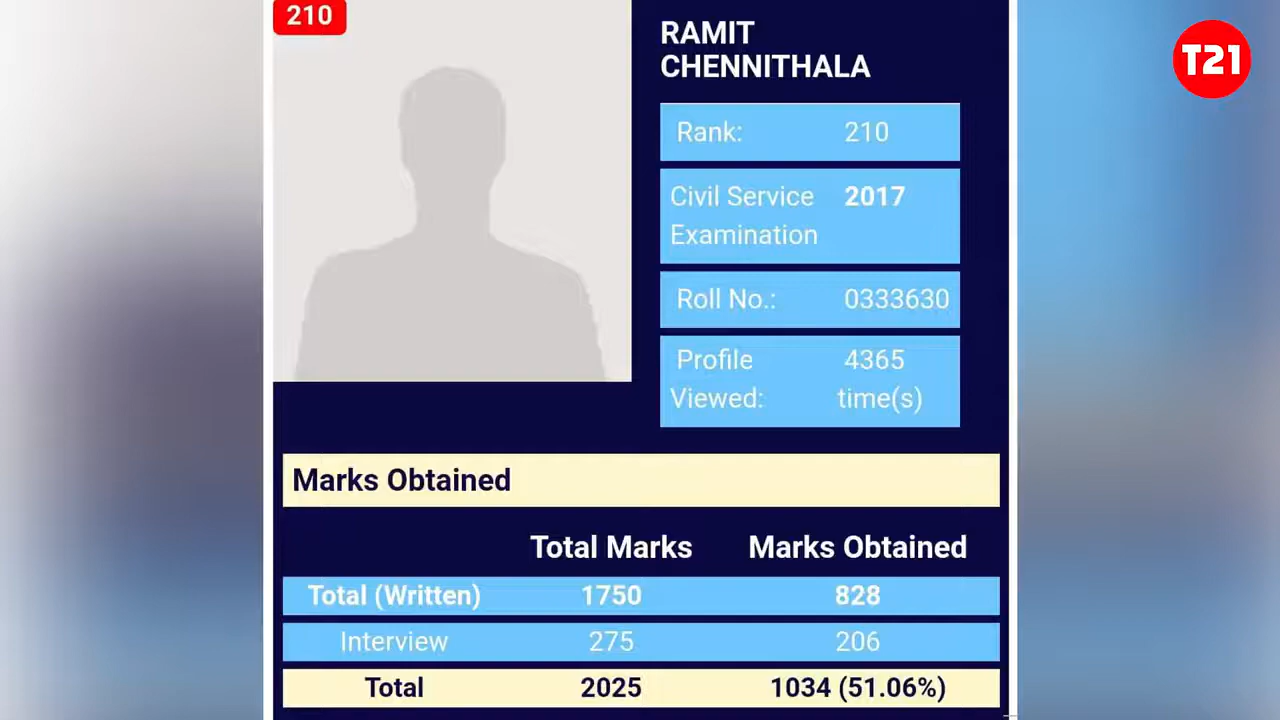 210
T21
RAMIT
CHENNITHALA
Rank: 210
Civil Service 2017
Examination
Roll No.: 0333630
Profile 4365
Viewed: time(s)
Marks Obtained
Total Marks Marks Obtained
Total (Written) 1750 828
Interview 275 206
Total 2025 1034 (51.06%)